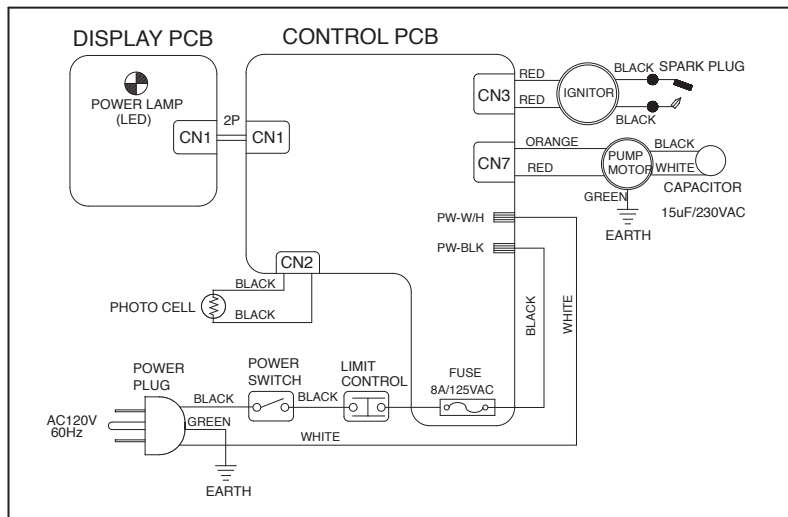 DISPLAY PCB
CONTROL PCB
POWER LAMP
(LED)
2P
CN1
CN1
CN3
RED
RED
IGNITOR
BLACK
SPARK PLUG
BLACK
CN7
ORANGE
RED
PUMP
MOTOR
BLACK
WHITE
CAPACITOR
15uF/230VAC
GREEN
EARTH
PW-W/H
PW-BLK
CN2
BLACK
BLACK
PHOTO CELL
BLACK
WHITE
POWER
PLUG
AC120V
60Hz
BLACK
POWER
SWITCH
BLACK
LIMIT
CONTROL
FUSE
8A/125VAC
GREEN
WHITE
EARTH